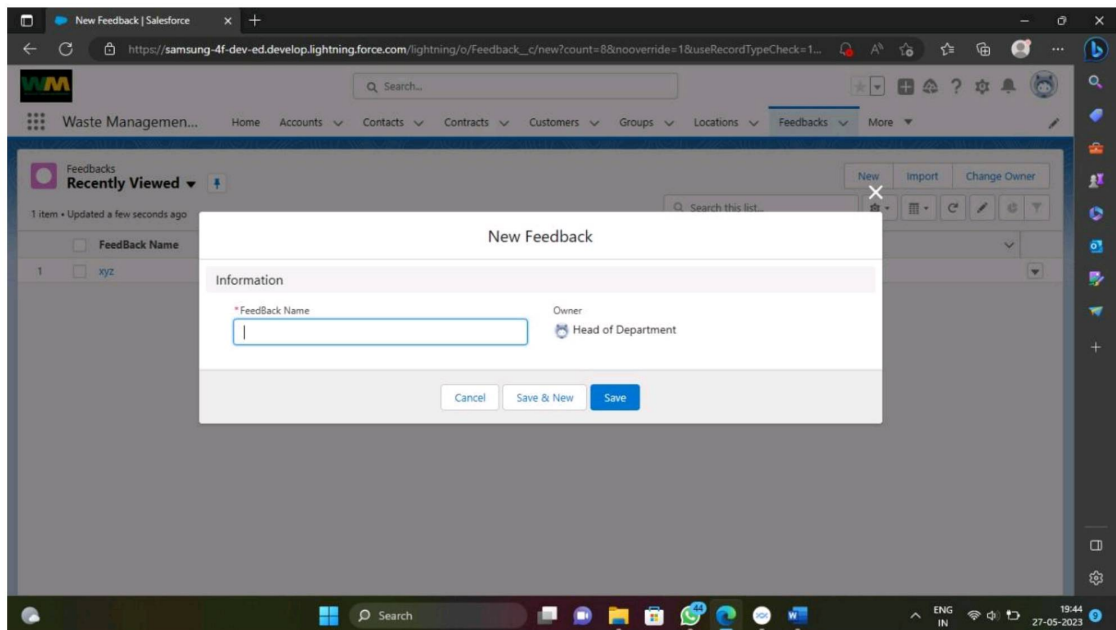 New Feedback | Salesforce
https://samsung-4f-dev-ed.develop.lightning.force.com/lightning/o/Feedback__c/new?count=8&nooverride=1&useRecordTypeCheck=1...
WM
Search...
Waste Managemen...
Home Accounts Contacts Contracts Customers Groups Locations Feedbacks More
Feedbacks
Recently Viewed
New Import Change Owner
1 item • Updated a few seconds ago
Search this list...
FeedBack Name
1 xyz
New Feedback
Information
*FeedBack Name
Owner
Head of Department
Cancel Save & New Save
Search
44
ENG
IN
19:44
27-05-2023
9